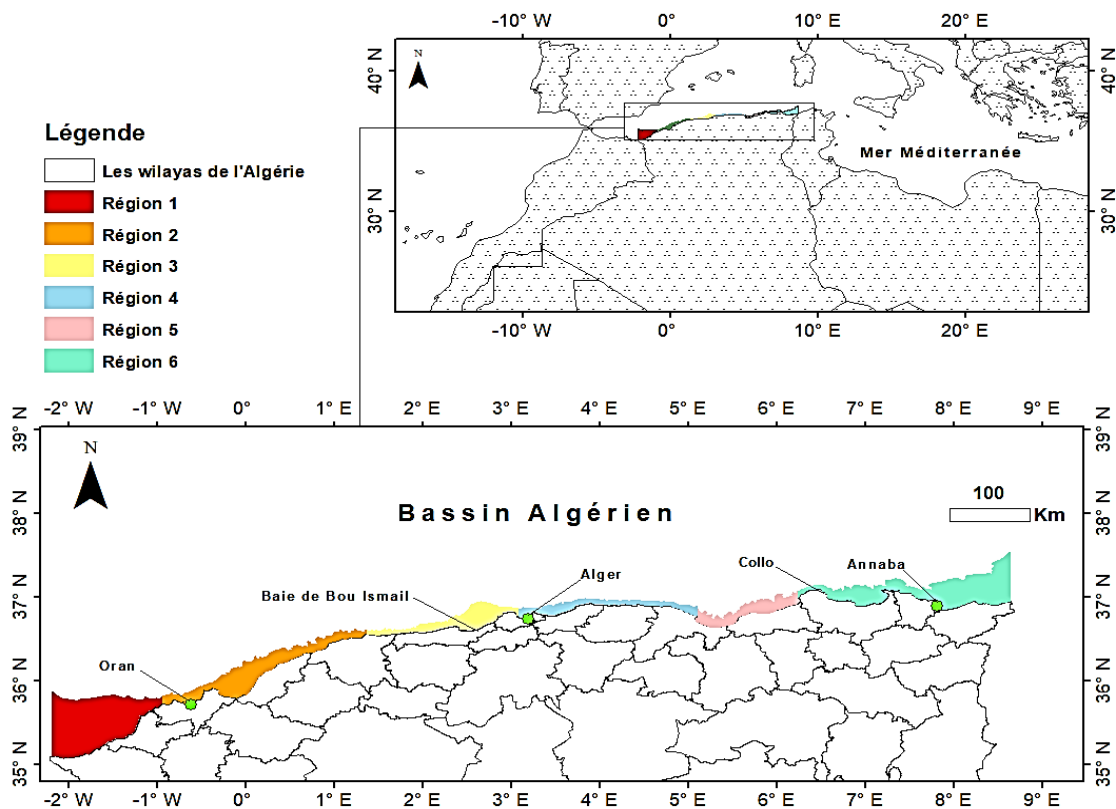 -10° W 0° 10° E 20° E
40° N
30° N
N
40° N
30° N
Mer Méditerranée
-10° W 0° 10° E 20° E
Légende
Les wilayas de l'Algérie
Région 1
Région 2
Région 3
Région 4
Région 5
Région 6
-2° W -1° W 0° 1° E 2° E 3° E 4° E 5° E 6° E 7° E 8° E 9° E
39° N
38° N
37° N
36° N
35° N
N
Bassin Algérien
100
Km
Collo
Annaba
Alger
Baie de Bou Ismail
Oran
39° N
38° N
37° N
36° N
35° N
-2° W -1° W 0° 1° E 2° E 3° E 4° E 5° E 6° E 7° E 8° E 9° E